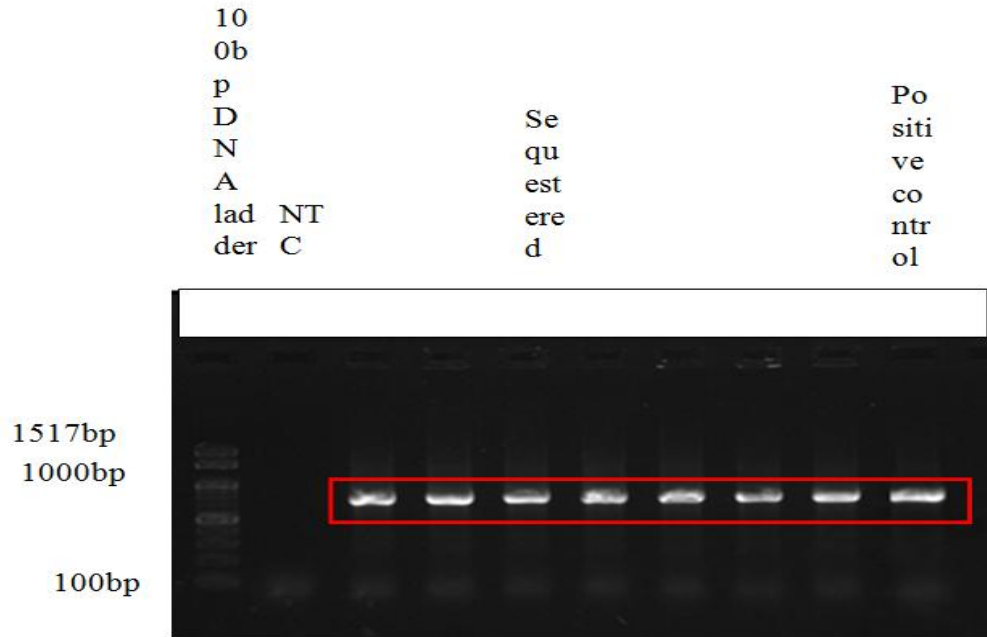 10
0b
p
D
N
A
lad
der
NT
C
Se
qu
est
ere
d
Po
siti
ve
co
ntr
ol
1517bp
1000bp
100bp